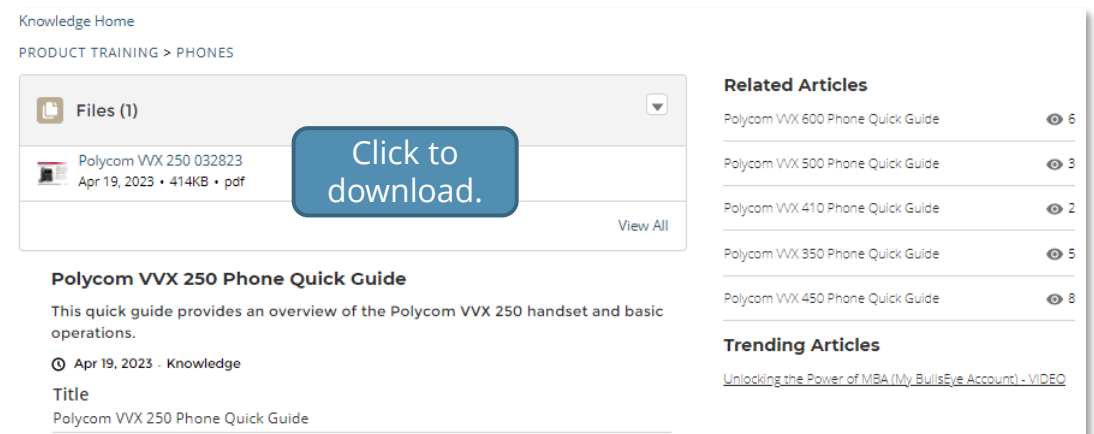 Knowledge Home
PRODUCT TRAINING > PHONES
Files (1)
Polycom VVX 250 032823
Apr 19, 2023 • 414KB • pdf
Click to
download.
View All
Polycom VVX 250 Phone Quick Guide
This quick guide provides an overview of the Polycom VVX 250 handset and basic
operations.
Apr 19, 2023 · Knowledge
Title
Polycom VVX 250 Phone Quick Guide
Related Articles
Polycom VVX 600 Phone Quick Guide 6
Polycom VVX 500 Phone Quick Guide 3
Polycom VVX 410 Phone Quick Guide 2
Polycom VVX 350 Phone Quick Guide 5
Polycom VVX 450 Phone Quick Guide 8
Trending Articles
Unlocking the Power of MBA (My BullsEye Account) - VIDEO